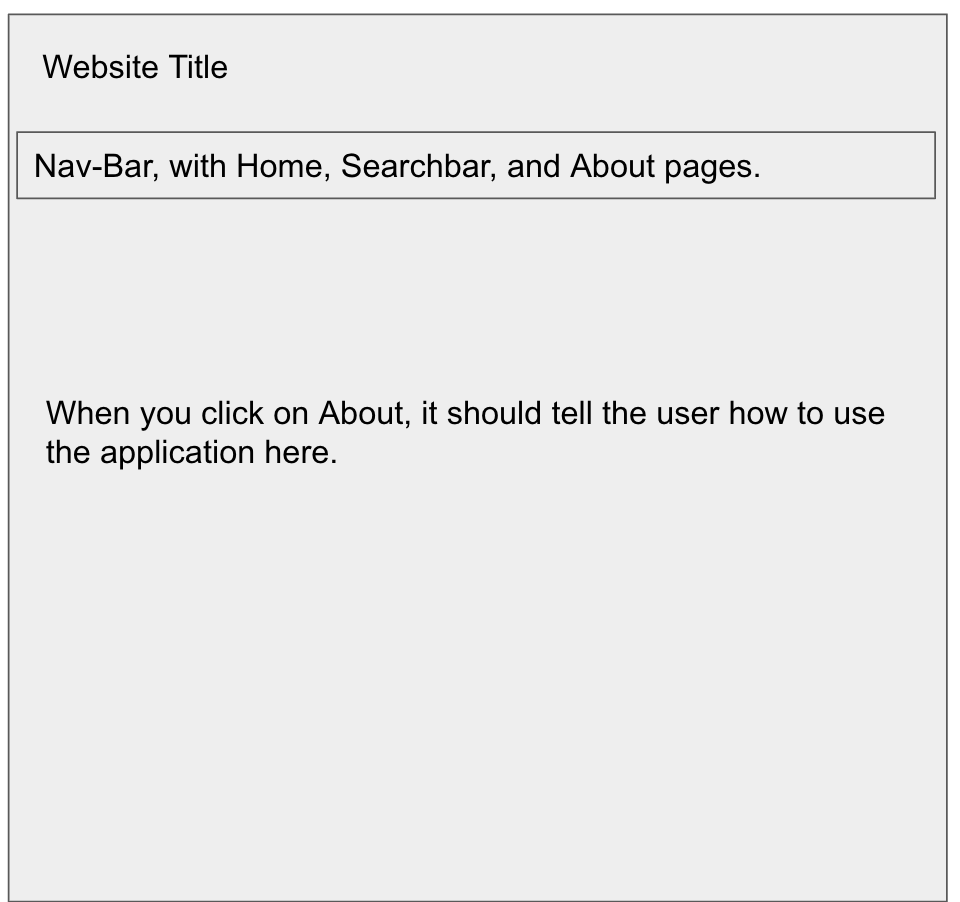 Website Title
Nav-Bar, with Home, Searchbar, and About pages.
When you click on About, it should tell the user how to use
the application here.